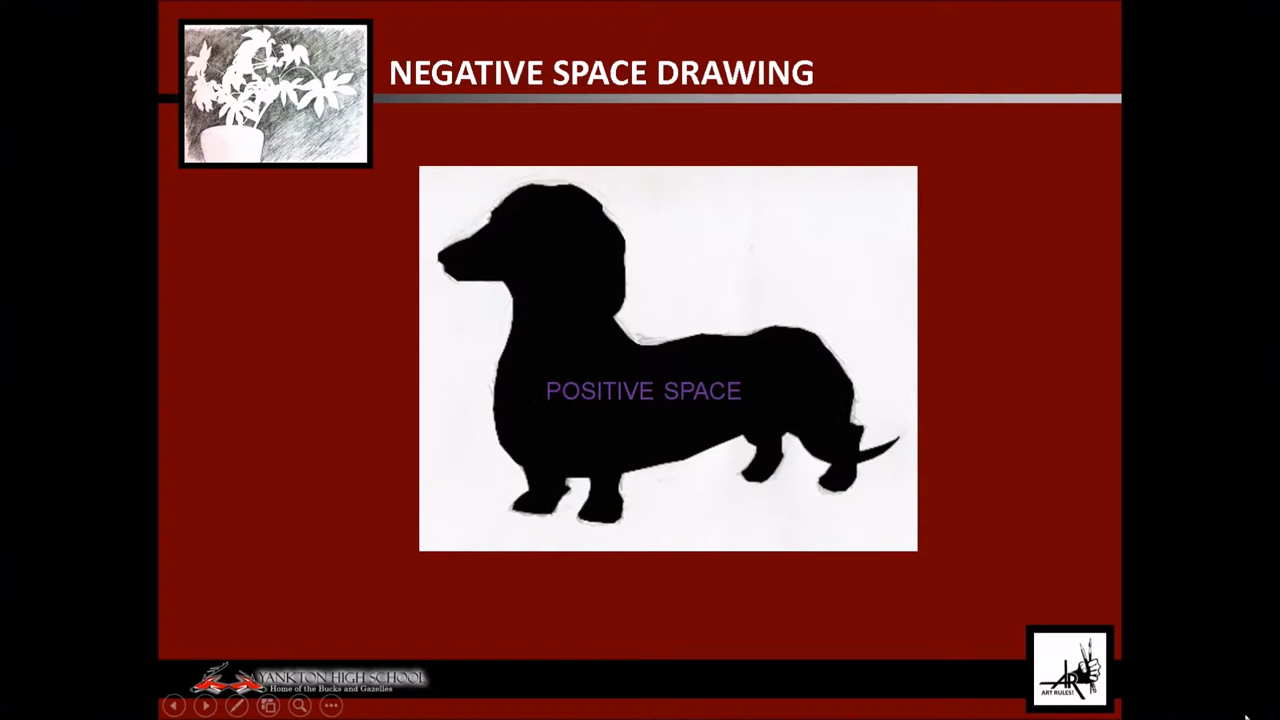 NEGATIVE SPACE DRAWING
POSITIVE SPACE
YANKTON HIGH SCHOOL
Home of the Bucks and Gazelles
ART RULES!